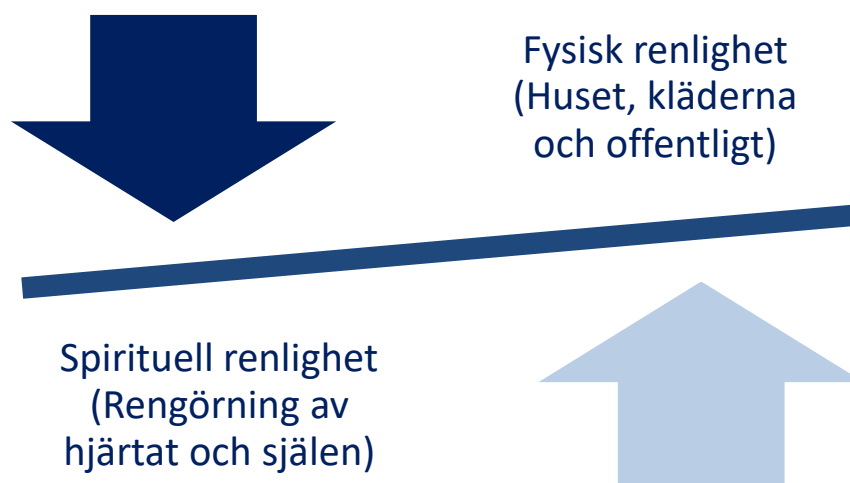 Fysisk renlighet
(Huset, kläderna
och offentligt)
Spirituell renlighet
(Rengörning av
hjärtat och själen)